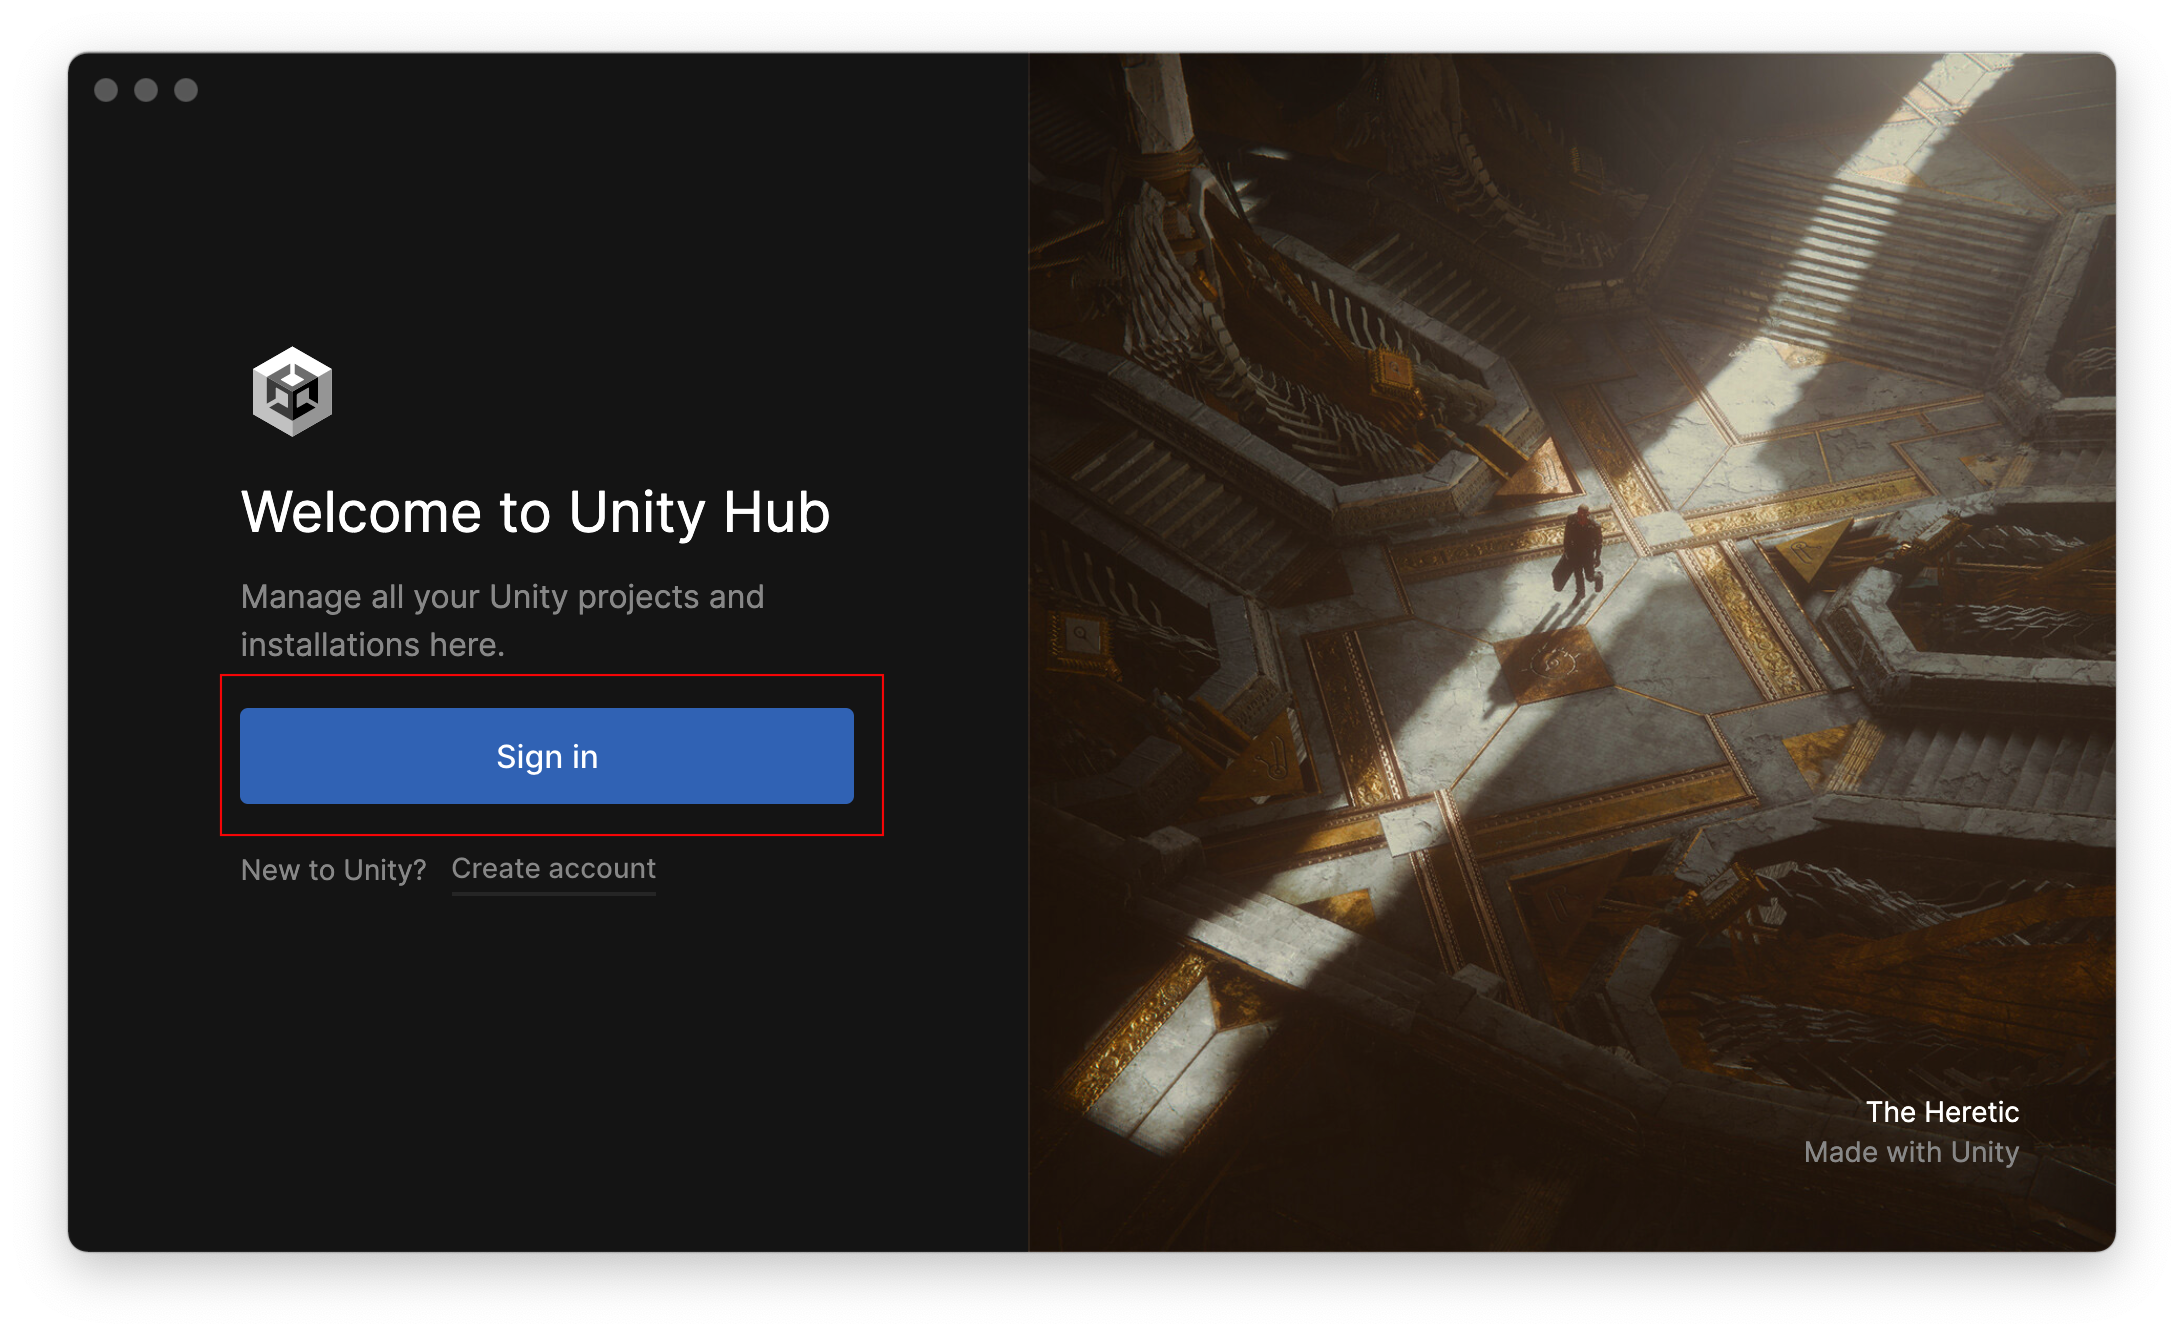 Welcome to Unity Hub
Manage all your Unity projects and
installations here.
Sign in
New to Unity? Create account
The Heretic
Made with Unity